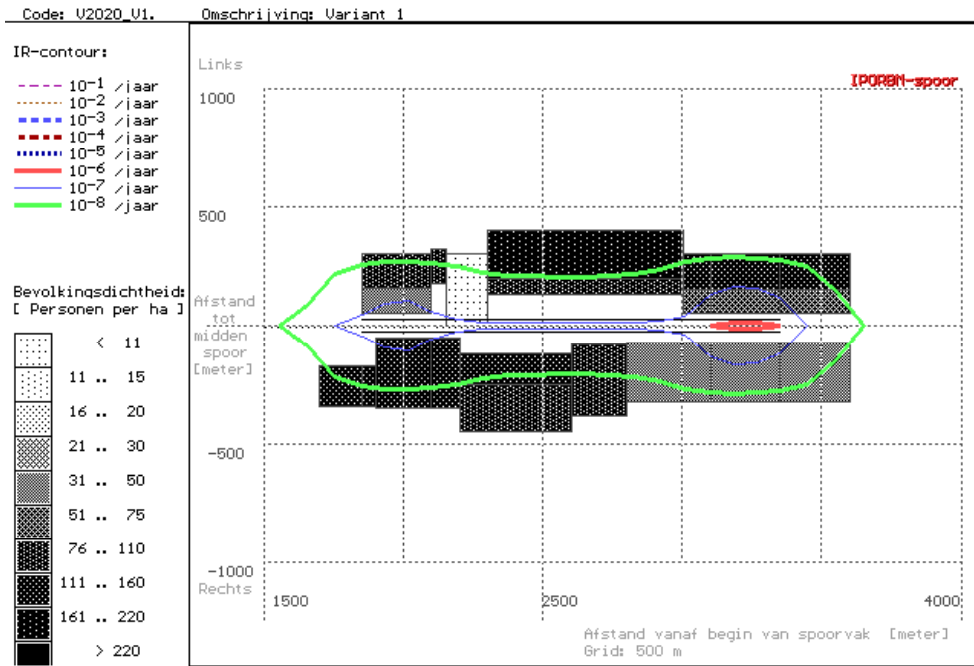 Code: V2020_V1.
Omschrijving: Variant 1
IR-contour:
10-1 /jaar
10-2 /jaar
10-3 /jaar
10-4 /jaar
10-5 /jaar
10-6 /jaar
10-7 /jaar
10-8 /jaar
Bevolkingsdichtheid:
[ Personen per ha ]
< 11
11 .. 15
16 .. 20
21 .. 30
31 .. 50
51 .. 75
76 .. 110
111 .. 160
161 .. 220
> 220
Links
IPORBM-spoor
1000
500
Afstand
tot
midden
spoor
[meter]
-500
-1000
Rechts
1500
2500
4000
Afstand vanaf begin van spoorvak [meter]
Grid: 500 m